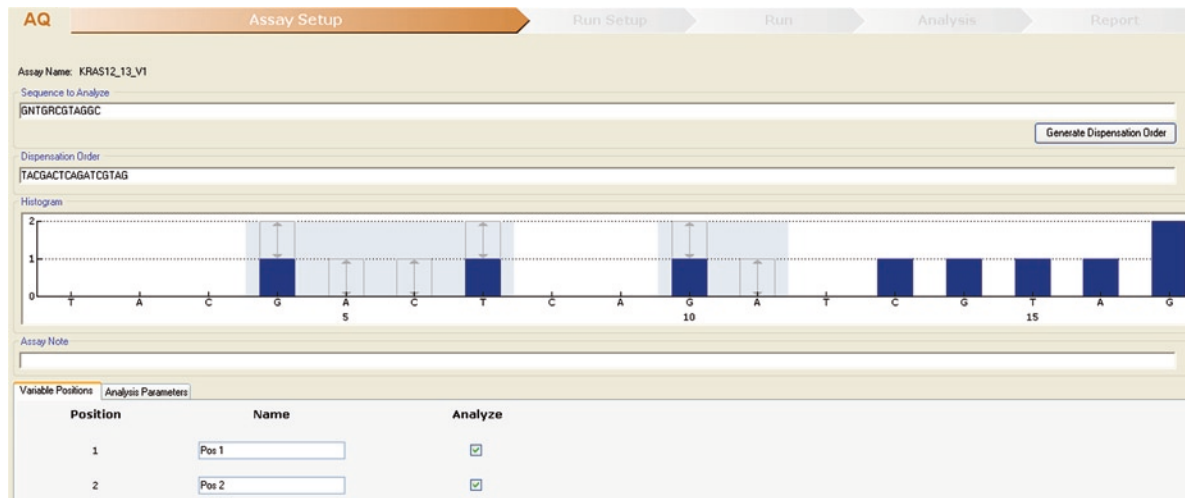 AQ Assay Setup Run Setup Run Analysis Report
Assay Name: KRAS12_13_V1
Sequence to Analyze
GNTGRCGTAGGC
Generate Dispensation Order
Dispensation Order
TACGACTCAGATCGTAG
Histogram
2
1
0
T A C G A C T C A G A T C G T A G
5 10 15
Assay Note
Variable Positions Analysis Parameters
Position Name Analyze
1 Pos 1
2 Pos 2